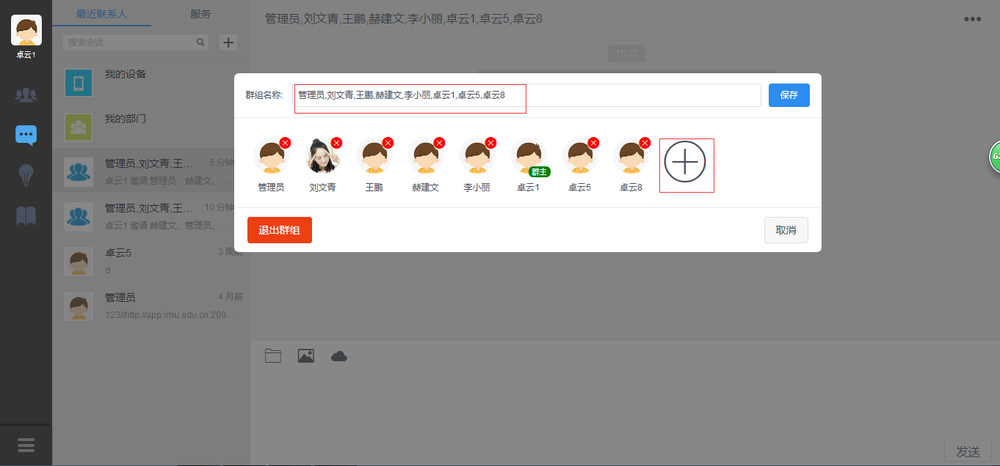 卓云1
最近联系人
服务
搜索会话
我的设备
我的部门
管理员,刘文青,王... 5 分钟
卓云1 邀请 管理员、赫建文、...
管理员,刘文青,王... 10 分钟
卓云1 邀请 赫建文、管理员、...
卓云5 3 周前
d
管理员 4 月前
123//http://app.imu.edu.cn:200...
管理员,刘文青,王鹏,赫建文,李小丽,卓云1,卓云5,卓云8
15:22
群组名称: 管理员,刘文青,王鹏,赫建文,李小丽,卓云1,卓云5,卓云8 保存
群主
管理员 刘文青 王鹏 赫建文 李小丽 卓云1 卓云5 卓云8
退出群组 取消
发送